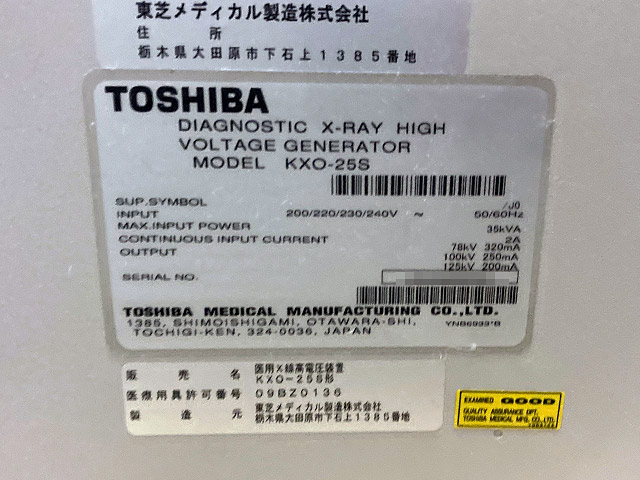 東芝メディカル製造株式会社
住 所
栃木県大田原市下石上1385番地
TOSHIBA
DIAGNOSTIC X-RAY HIGH
VOLTAGE GENERATOR
MODEL KXO-25S
SUP.SYMBOL /J0
INPUT 200/220/230/240V ～ 50/60Hz
MAX.INPUT POWER 35kVA
CONTINUOUS INPUT CURRENT 2A
OUTPUT 78kV 320mA
100kV 250mA
125kV 200mA
SERIAL NO.
TOSHIBA MEDICAL MANUFACTURING CO.,LTD.
1385, SHIMOISHIGAMI, OTAWARA-SHI,
TOCHIGI-KEN, 324-0036, JAPAN
販 売 名 医用X線高電圧装置
KXO-25S形
医療用具許可番号 09BZ0136
製 造 元 東芝メディカル製造株式会社
栃木県大田原市下石上1385番地
EXAMINED GOOD
QUALITY ASSURANCE DPT.
TOSHIBA MEDICAL MFG. CO.,LTD.